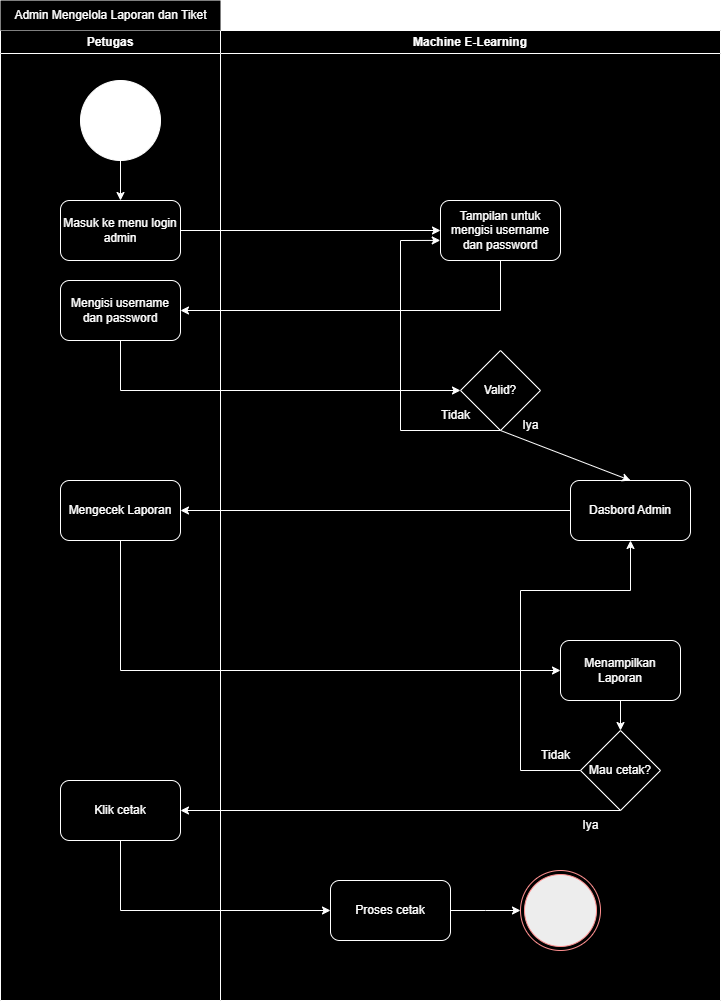 Admin Mengelola Laporan dan Tiket
Petugas
Machine E-Learning
Masuk ke menu login
admin
Tampilan untuk
mengisi username
dan password
Mengisi username
dan password
Valid?
Tidak
Iya
Mengecek Laporan
Dasbord Admin
Menampilkan
Laporan
Tidak
Mau cetak?
Klik cetak
Iya
Proses cetak